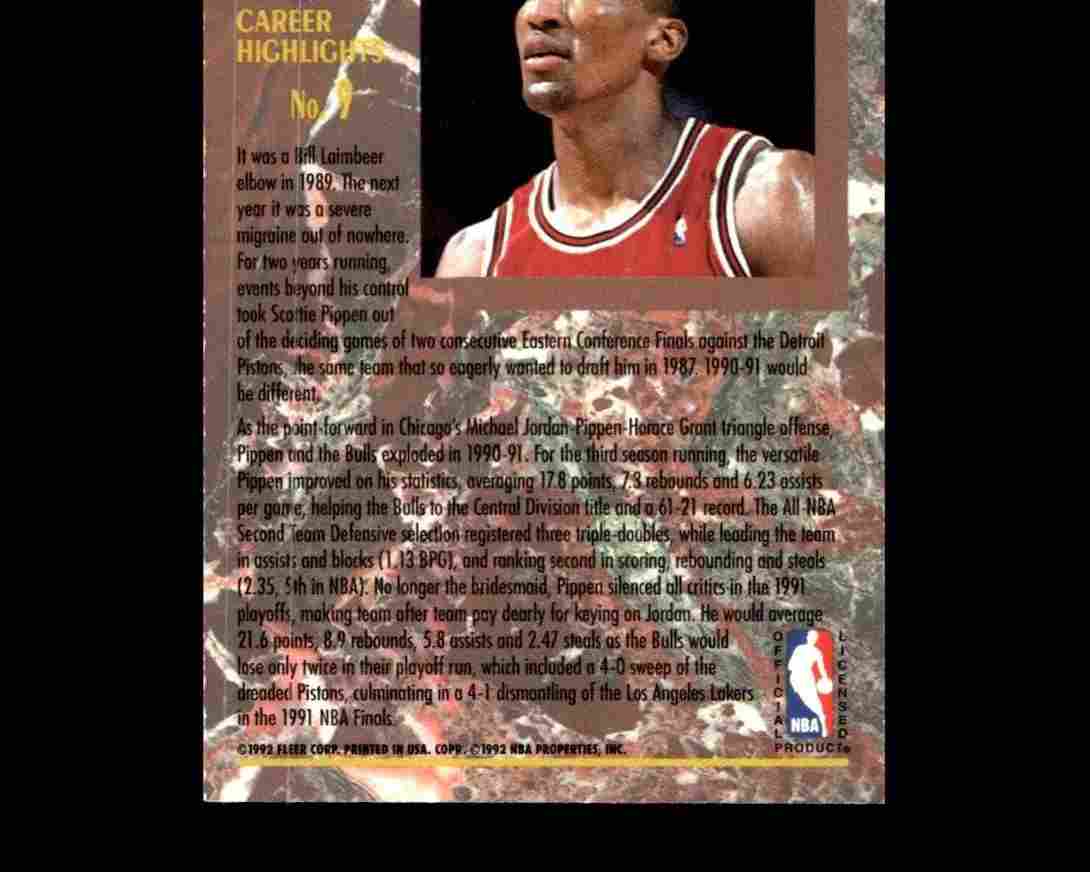 CAREER
HIGHLIGHTS
No. 9
It was a Bill Laimbeer
elbow in 1989. The next
year it was a severe
migraine out of nowhere.
For two years running,
events beyond his control
took Scottie Pippen out
of the deciding games of two consecutive Eastern Conference Finals against the Detroit
Pistons, the same team that so eagerly wanted to draft him in 1987. 1990-91 would
be different.
As the point-forward in Chicago's Michael Jordan-Pippen-Horace Grant triangle offense,
Pippen and the Bulls exploded in 1990-91. For the third season running, the versatile
Pippen improved on his statistics, averaging 17.8 points, 7.3 rebounds and 6.23 assists
per game, helping the Bulls to the Central Division title and a 61-21 record. The All-NBA
Second Team Defensive selection registered three triple-doubles, while leading the team
in assists and blocks (1.13 BPG), and ranking second in scoring, rebounding and steals
(2.35, 5th in NBA). No longer the bridesmaid, Pippen silenced all critics in the 1991
playoffs, making team after team pay dearly for keying on Jordan. He would average
21.6 points, 8.9 rebounds, 5.8 assists and 2.47 steals as the Bulls would
lose only twice in their playoff run, which included a 4-0 sweep of the
dreaded Pistons, culminating in a 4-1 dismantling of the Los Angeles Lakers
in the 1991 NBA Finals.
©1992 FLEER CORP. PRINTED IN USA. COPR. ©1992 NBA PROPERTIES, INC.
OFFICIAL
NBA
LICENSED
PRODUCT®